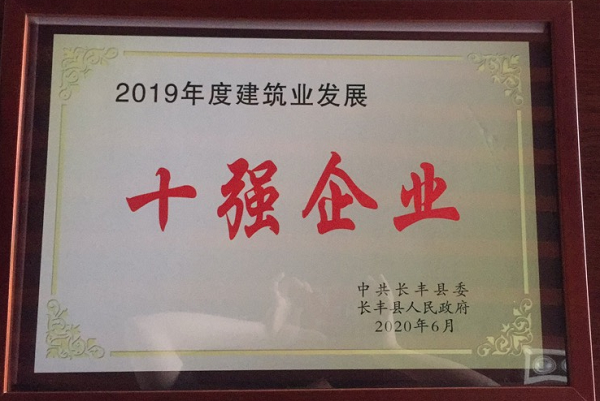 2019年度建筑业发展
十强企业
中共长丰县委
长丰县人民政府
2020年6月